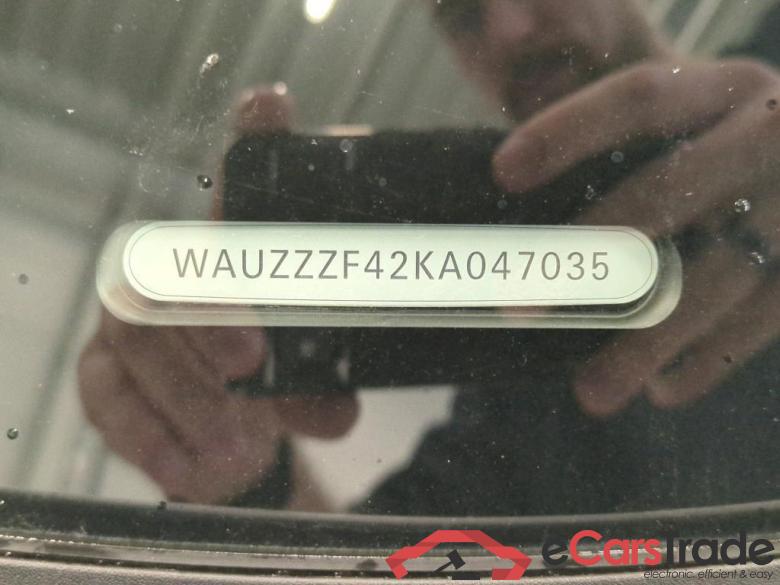 WAUZZZF42KA047035
eCarsTrade
electronic. efficient & easy